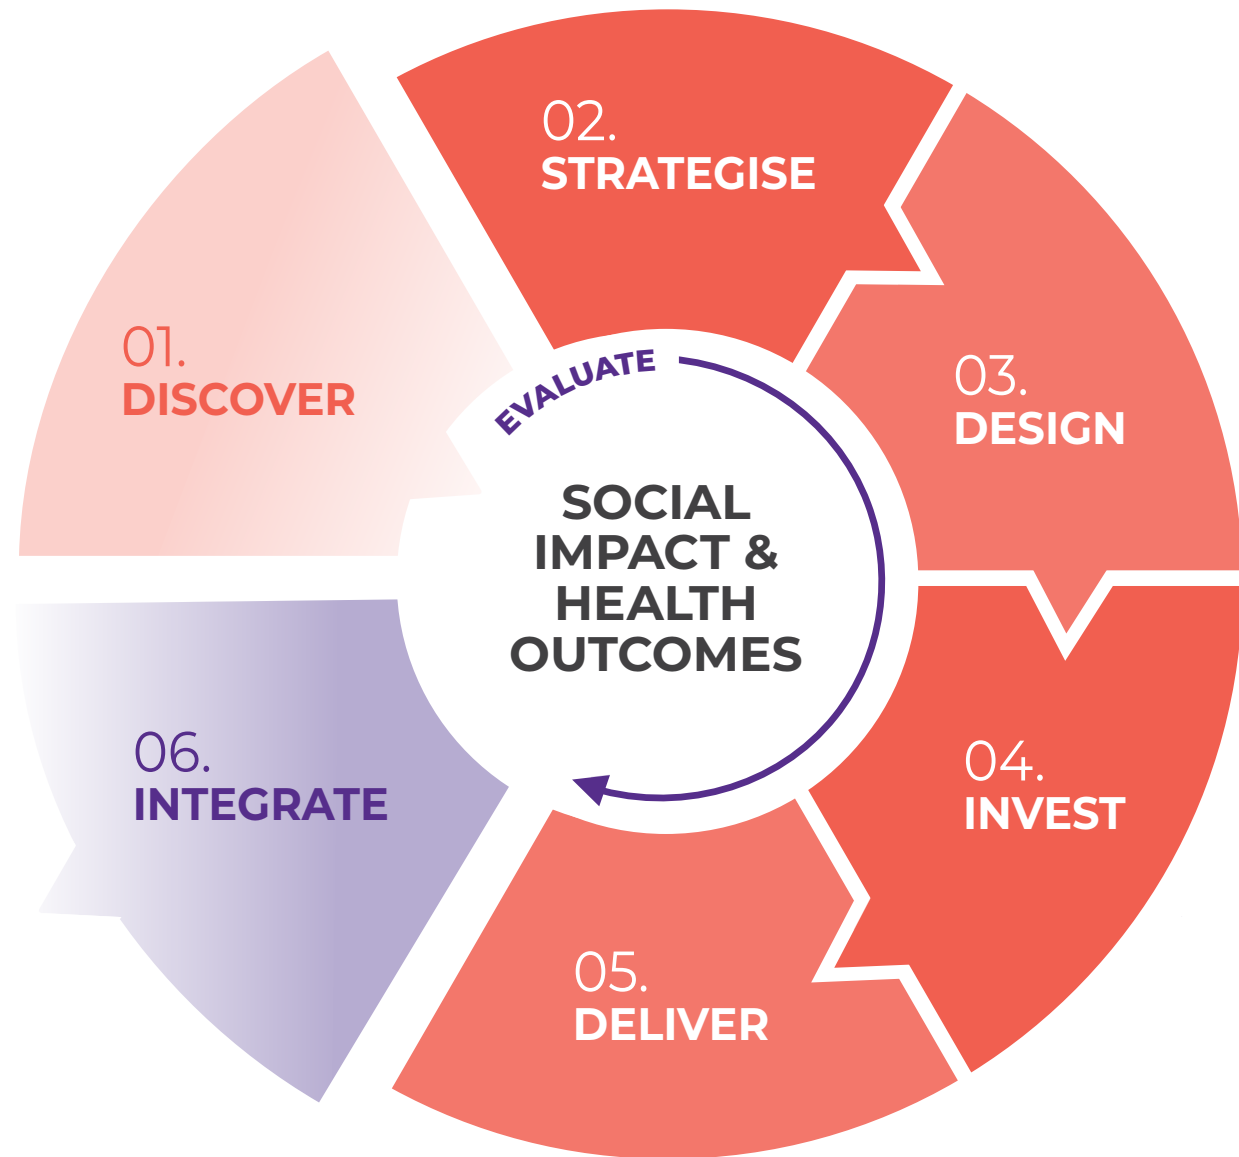 01.
DISCOVER
02.
STRATEGISE
03.
DESIGN
04.
INVEST
05.
DELIVER
06.
INTEGRATE
EVALUATE
SOCIAL
IMPACT &
HEALTH
OUTCOMES